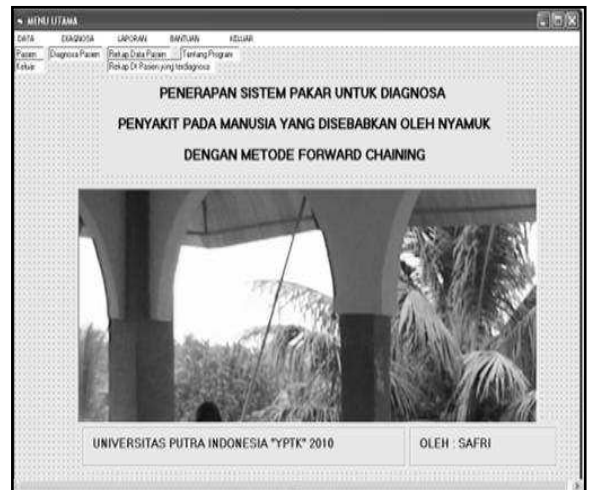 MENU UTAMA
DATA DIAGNOSA LAPORAN BANTUAN KELUAR
Pasien Diagnosa Pasien Rekap Data Pasien Tentang Program
Keluar Rekap Dt Pasien yang terdiagnosa
PENERAPAN SISTEM PAKAR UNTUK DIAGNOSA
PENYAKIT PADA MANUSIA YANG DISEBABKAN OLEH NYAMUK
DENGAN METODE FORWARD CHAINING
UNIVERSITAS PUTRA INDONESIA "YPTK" 2010 OLEH : SAFRI